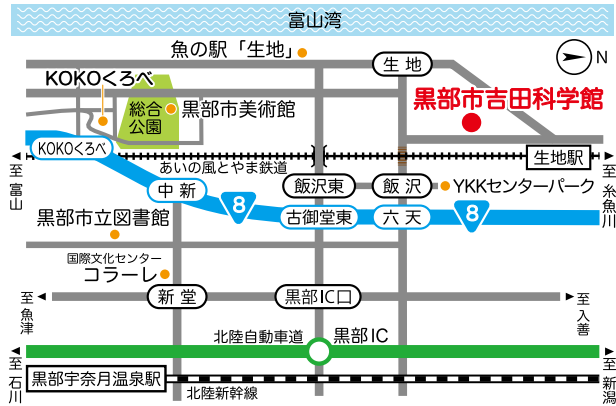 富山湾
魚の駅「生地」
生地
N
KOKOくろべ
総合
公園
黒部市美術館
黒部市吉田科学館
KOKOくろべ
あいの風とやま鉄道
生地駅
至富山
至糸魚川
中新
8
飯沢東
飯沢
YKKセンターパーク
古御堂東
六天
8
黒部市立図書館
国際文化センター
コラーレ
至魚津
新堂
黒部IC口
至入善
北陸自動車道
黒部IC
至石川
至新潟
黒部宇奈月温泉駅
北陸新幹線